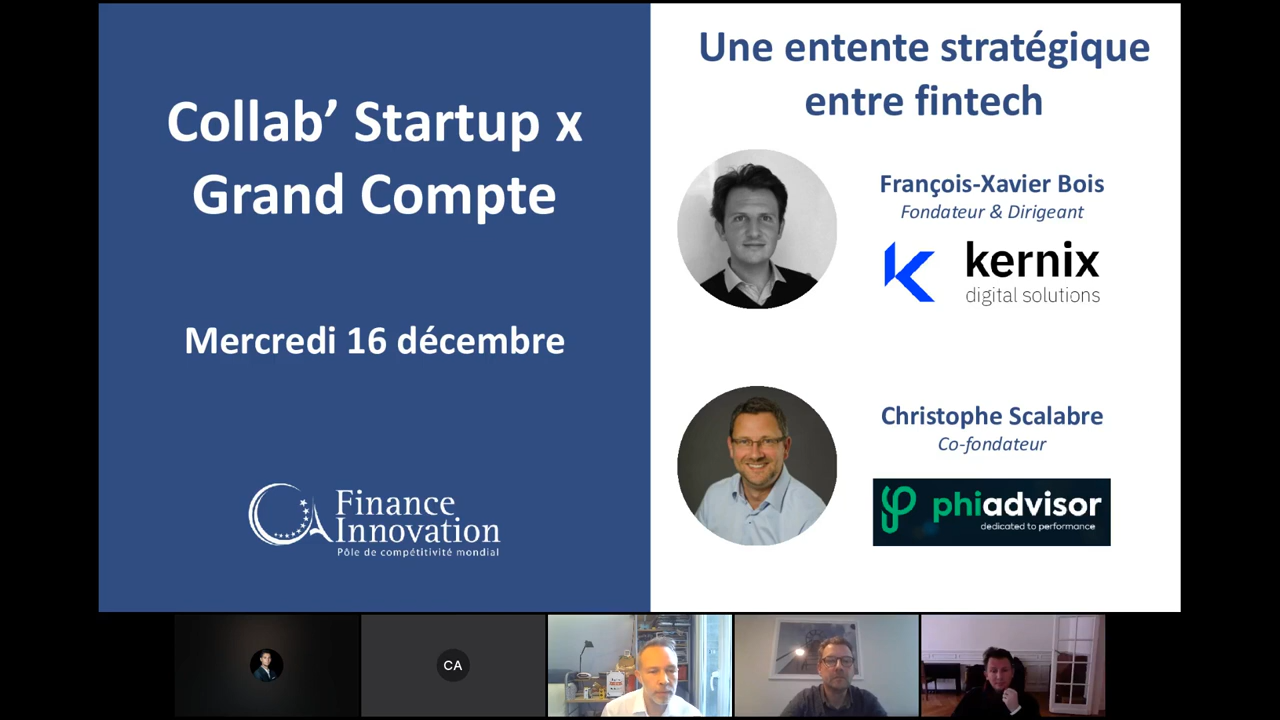 Collab' Startup x
Grand Compte
Mercredi 16 décembre
Finance
Innovation
Pôle de compétitivité mondial
Une entente stratégique
entre fintech
François-Xavier Bois
Fondateur & Dirigeant
kernix
digital solutions
Christophe Scalabre
Co-fondateur
phiadvisor
dedicated to performance
CA